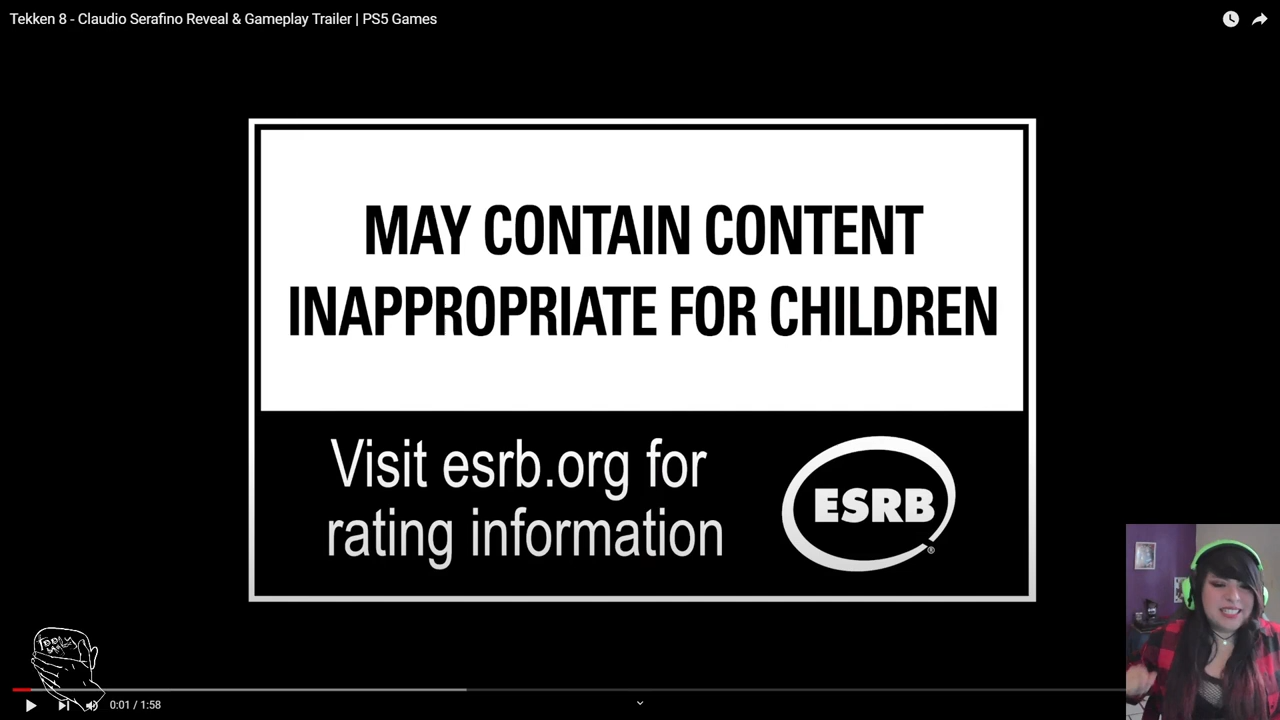 Tekken 8 - Claudio Serafino Reveal & Gameplay Trailer | PS5 Games
MAY CONTAIN CONTENT
INAPPROPRIATE FOR CHILDREN
Visit esrb.org for
rating information
ESRB
®
0:01 / 1:58